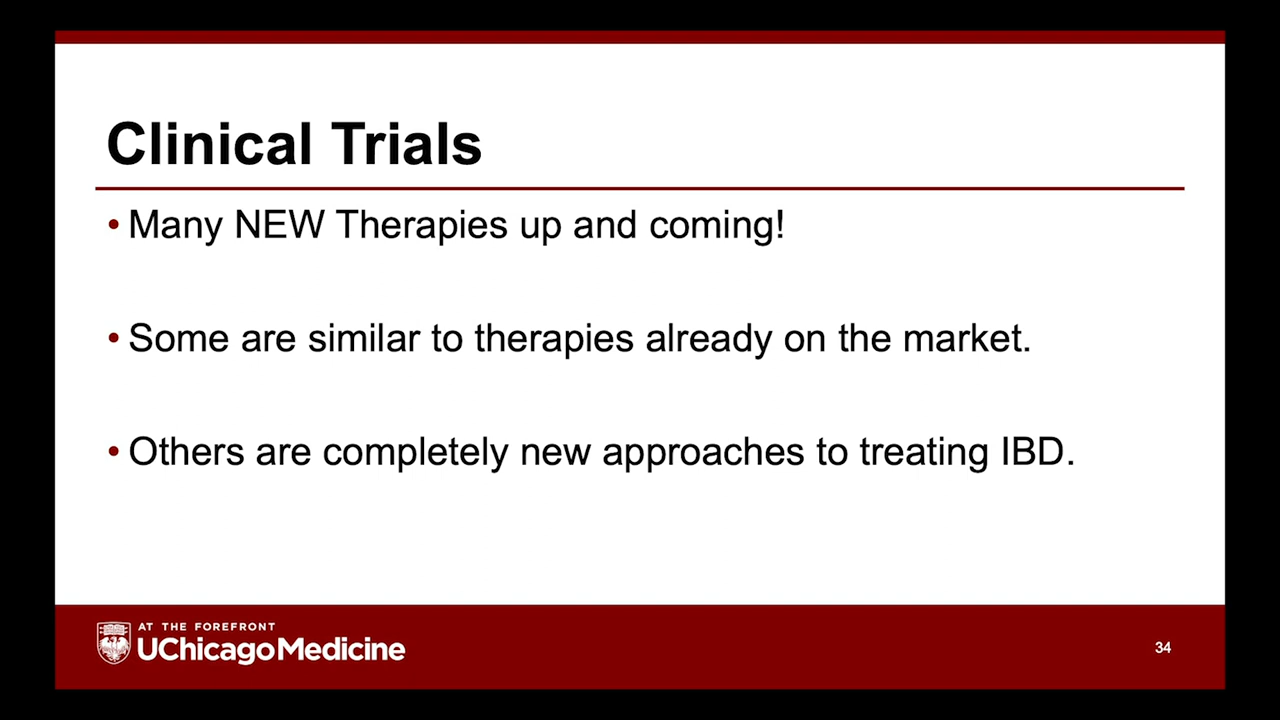 Clinical Trials
• Many NEW Therapies up and coming!
• Some are similar to therapies already on the market.
• Others are completely new approaches to treating IBD.
AT THE FOREFRONT
UChicagoMedicine
34